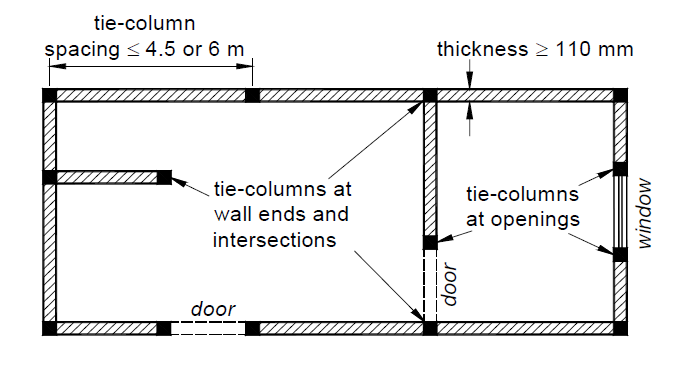 tie-column
spacing ≤ 4.5 or 6 m
thickness ≥ 110 mm
tie-columns at
wall ends and
intersections
tie-columns
at openings
window
door
door